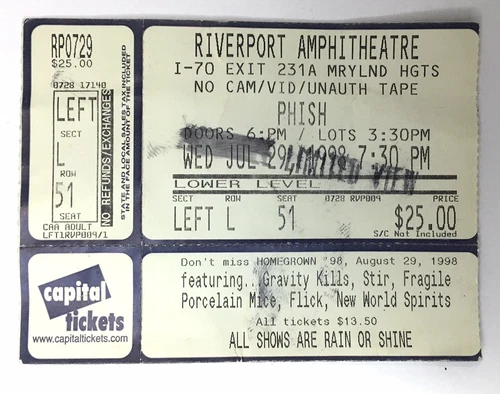 RP0729
$25.00
0728 17140
LEFT
SECT
L
ROW
51
SEAT
CAA ADULT
LFT1RVP009/1
NO REFUNDS/EXCHANGES
STATE AND LOCAL SALES TAX INCLUDED
IN THE FACE AMOUNT OF THE TICKET
RIVERPORT AMPHITHEATRE
I-70 EXIT 231A MRYLND HGTS
NO CAM/VID/UNAUTH TAPE
PHISH
DOORS 6:PM / LOTS 3:30PM
WED JUL 29, 1998 7:30 PM
LIMITED VIEW
LOWER LEVEL
SECT ROW SEAT 0728 RVP009 PRICE
LEFT L 51 $25.00
S/C Not Included
capital
tickets
www.capitaltickets.com
Don't miss HOMEGROWN '98, August 29, 1998
featuring...Gravity Kills, Stir, Fragile
Porcelain Mice, Flick, New World Spirits
All tickets $13.50
ALL SHOWS ARE RAIN OR SHINE